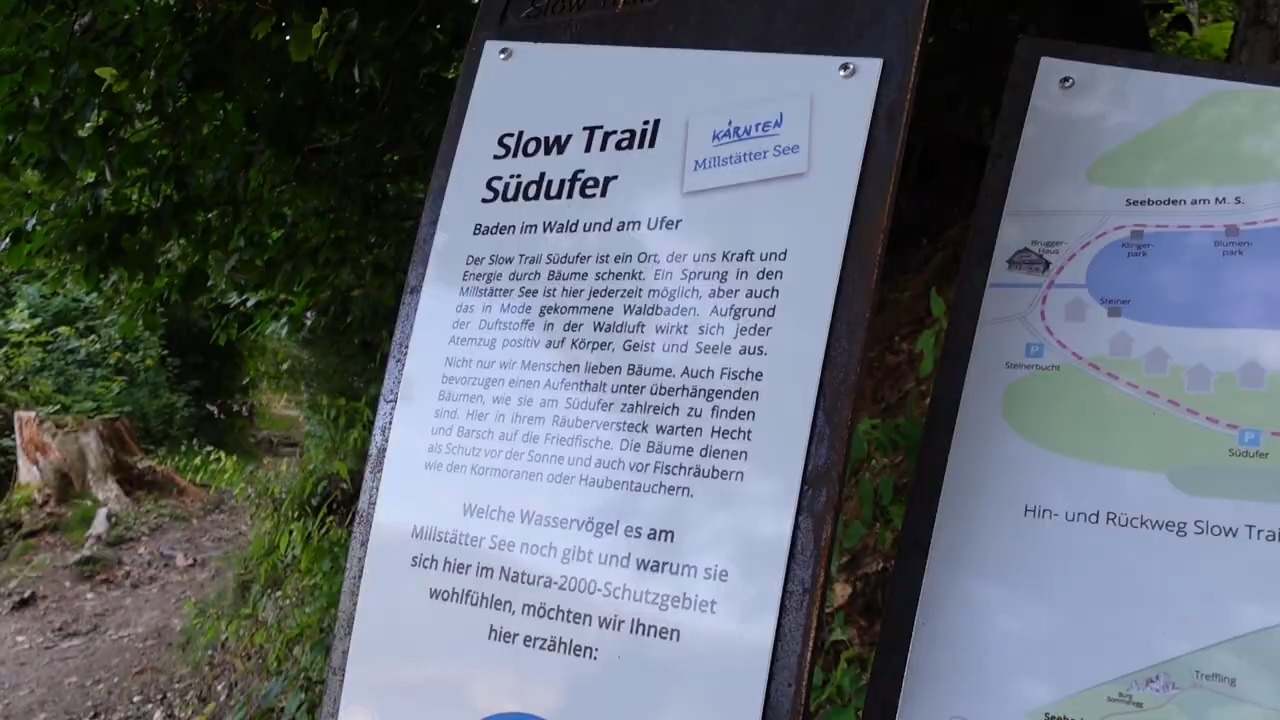 Slow Trail
Slow Trail
Südufer
KÄRNTEN
Millstätter See
Baden im Wald und am Ufer
Der Slow Trail Südufer ist ein Ort, der uns Kraft und
Energie durch Bäume schenkt. Ein Sprung in den
Millstätter See ist hier jederzeit möglich, aber auch
das in Mode gekommene Waldbaden. Aufgrund
der Duftstoffe in der Waldluft wirkt sich jeder
Atemzug positiv auf Körper, Geist und Seele aus.
Nicht nur wir Menschen lieben Bäume. Auch Fische
bevorzugen einen Aufenthalt unter überhängenden
Bäumen, wie sie am Südufer zahlreich zu finden
sind. Hier in ihrem Räuberversteck warten Hecht
und Barsch auf die Friedfische. Die Bäume dienen
als Schutz vor der Sonne und auch vor Fischräubern
wie den Kormoranen oder Haubentauchern.
Welche Wasservögel es am
Millstätter See noch gibt und warum sie
sich hier im Natura-2000-Schutzgebiet
wohlfühlen, möchten wir Ihnen
hier erzählen:
Seeboden am M. S.
Brugger-
Haus
Klinger-
park
Blumen-
park
Steiner
P
Steinerbucht
P
Südufer
Hin- und Rückweg Slow Trai
Treffling
Burg
Sommeregg
Seebo